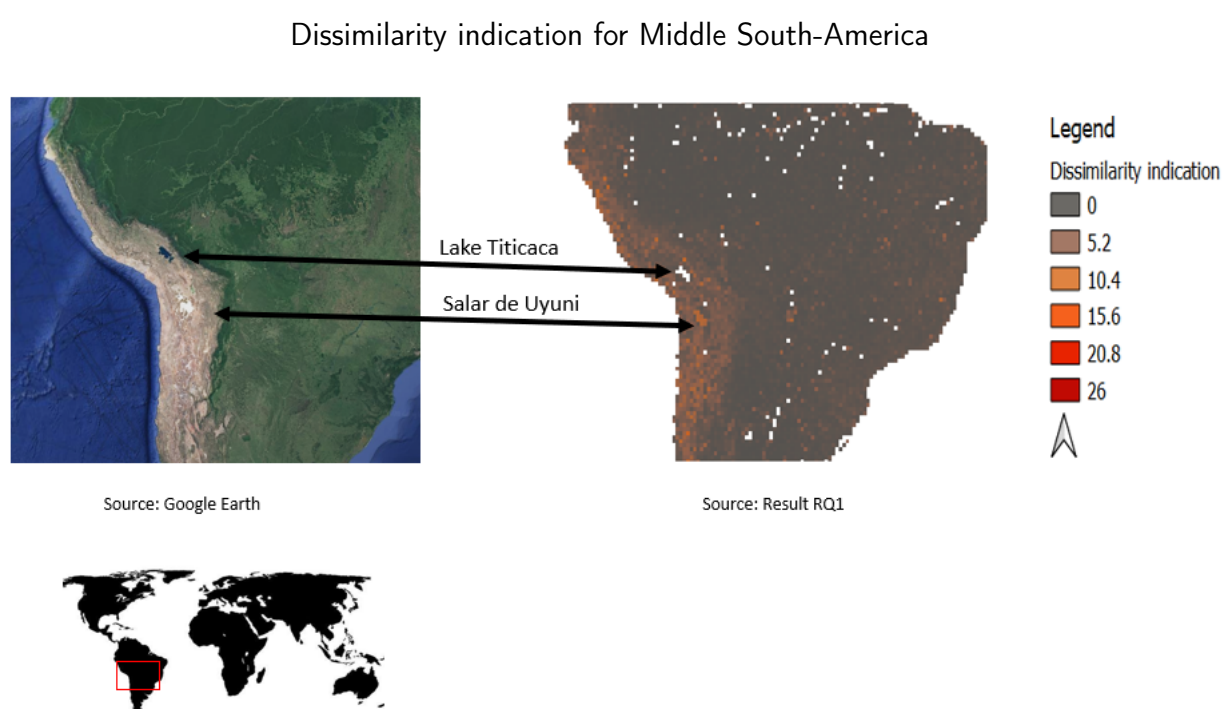 Dissimilarity indication for Middle South-America
Lake Titicaca
Salar de Uyuni
Legend
Dissimilarity indication
0
5.2
10.4
15.6
20.8
26
Source: Google Earth
Source: Result RQ1